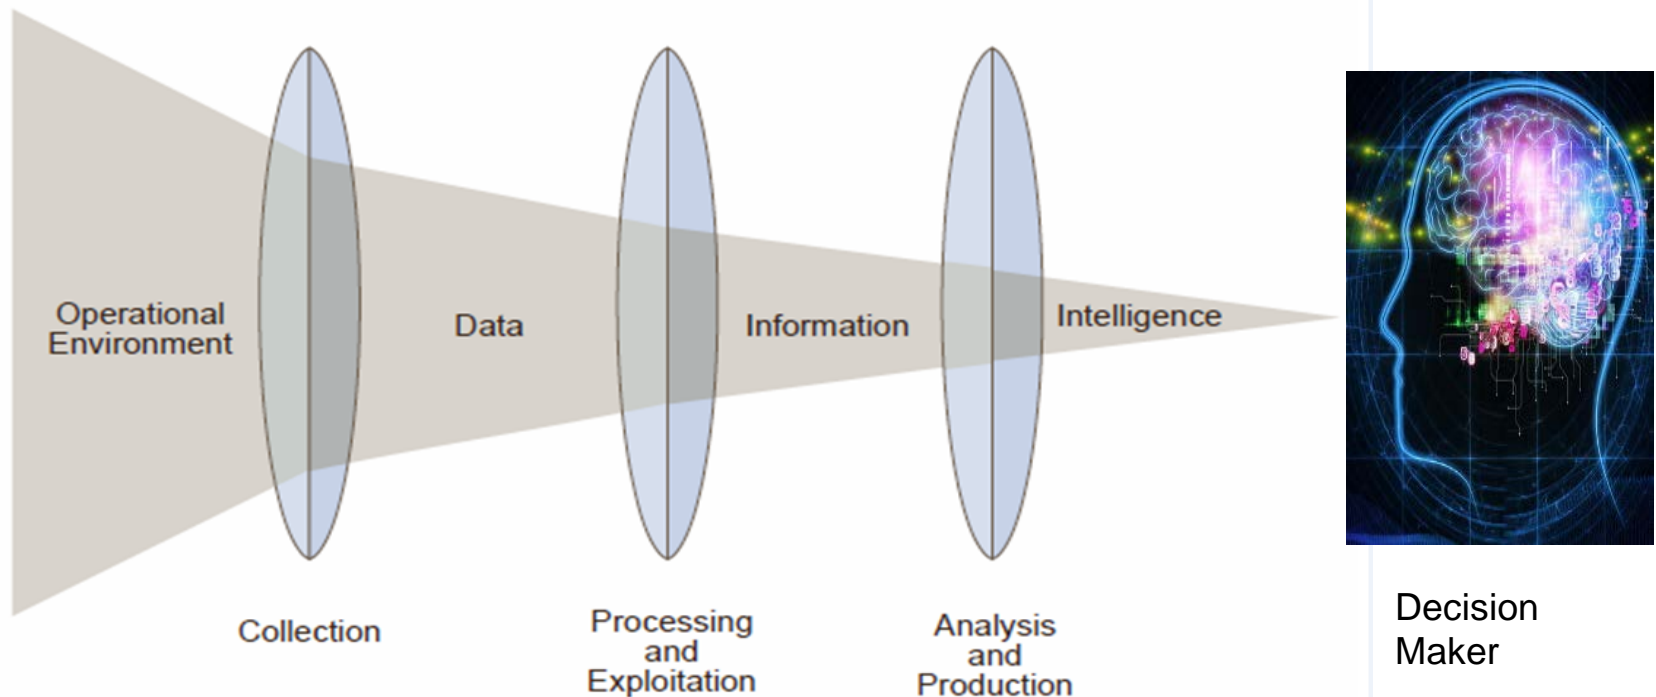 Operational
Environment
Data
Information
Intelligence
Collection
Processing
and
Exploitation
Analysis
and
Production
Decision
Maker